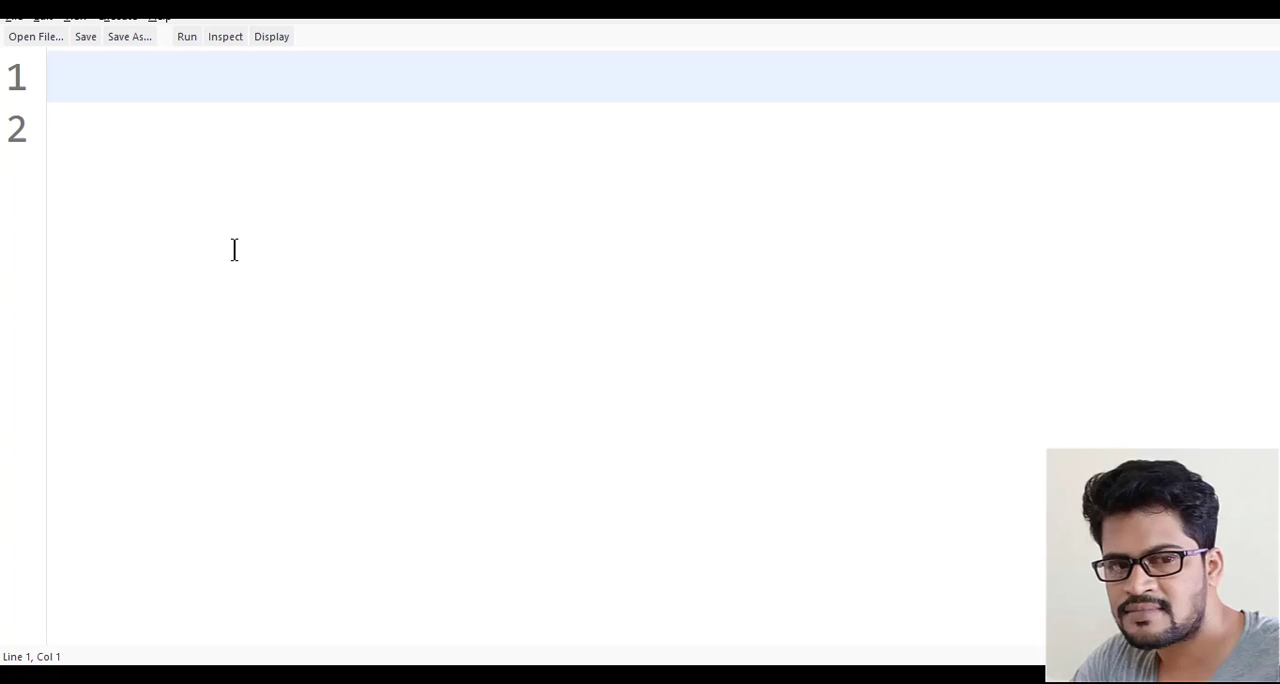 Open File... Save Save As... Run Inspect Display
1
2
Line 1, Col 1